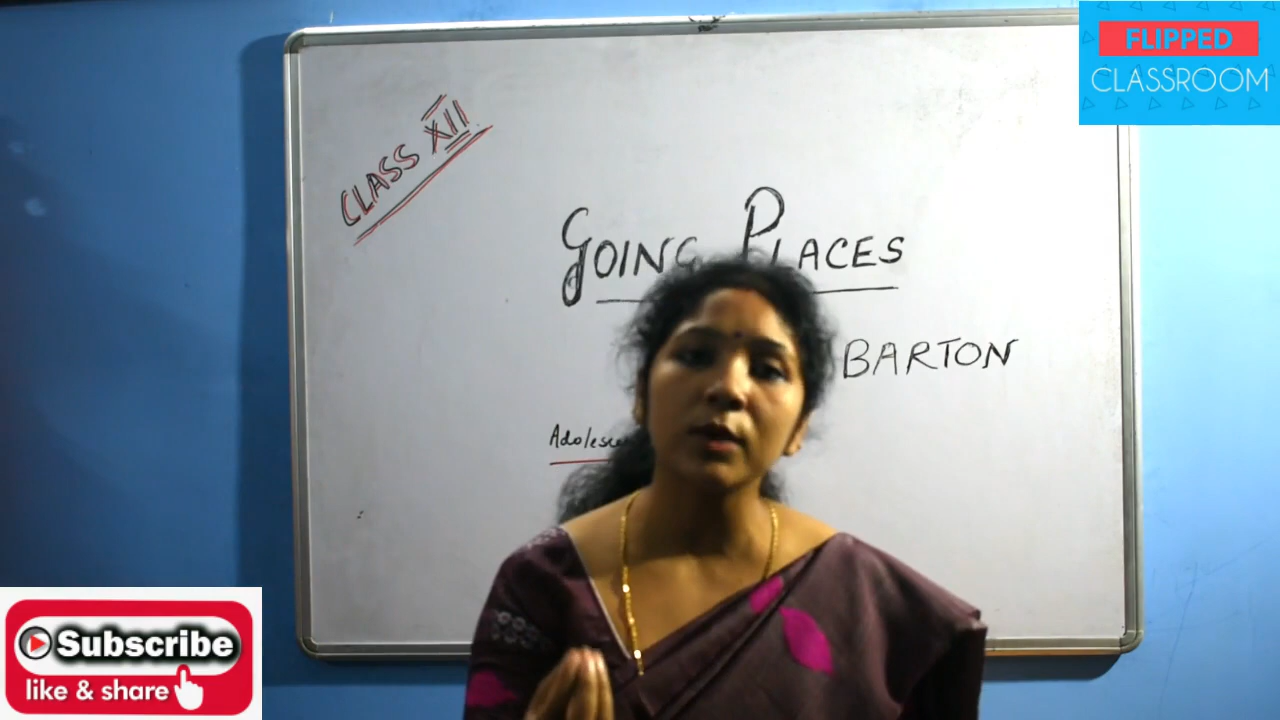 FLIPPED
CLASSROOM
CLASS XII
GOING PLACES
BARTON
Subscribe
like & share